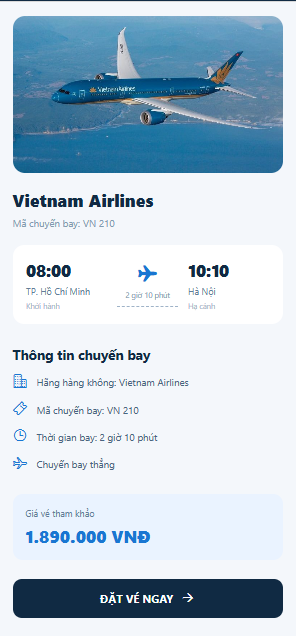 Vietnam Airlines
Vietnam Airlines
Mã chuyến bay: VN 210
08:00
10:10
TP. Hồ Chí Minh
2 giờ 10 phút
Hà Nội
Khởi hành
Hạ cánh
Thông tin chuyến bay
Hãng hàng không: Vietnam Airlines
Mã chuyến bay: VN 210
Thời gian bay: 2 giờ 10 phút
Chuyến bay thẳng
Giá vé tham khảo
1.890.000 VNĐ
ĐẶT VÉ NGAY